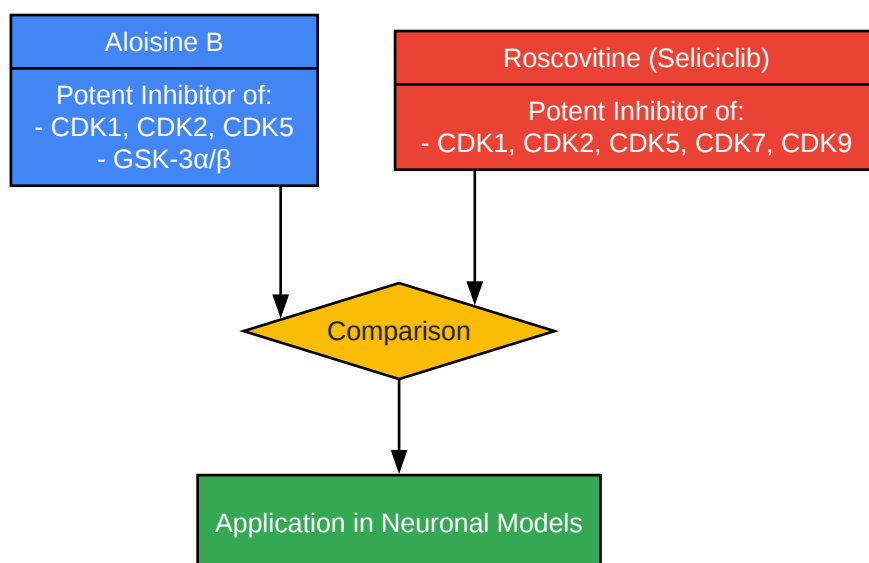 Aloisine B
Potent Inhibitor of:
- CDK1, CDK2, CDK5
- GSK-3α/β
Roscovitine (Seliciclib)
Potent Inhibitor of:
- CDK1, CDK2, CDK5, CDK7, CDK9
Comparison
Application in Neuronal Models